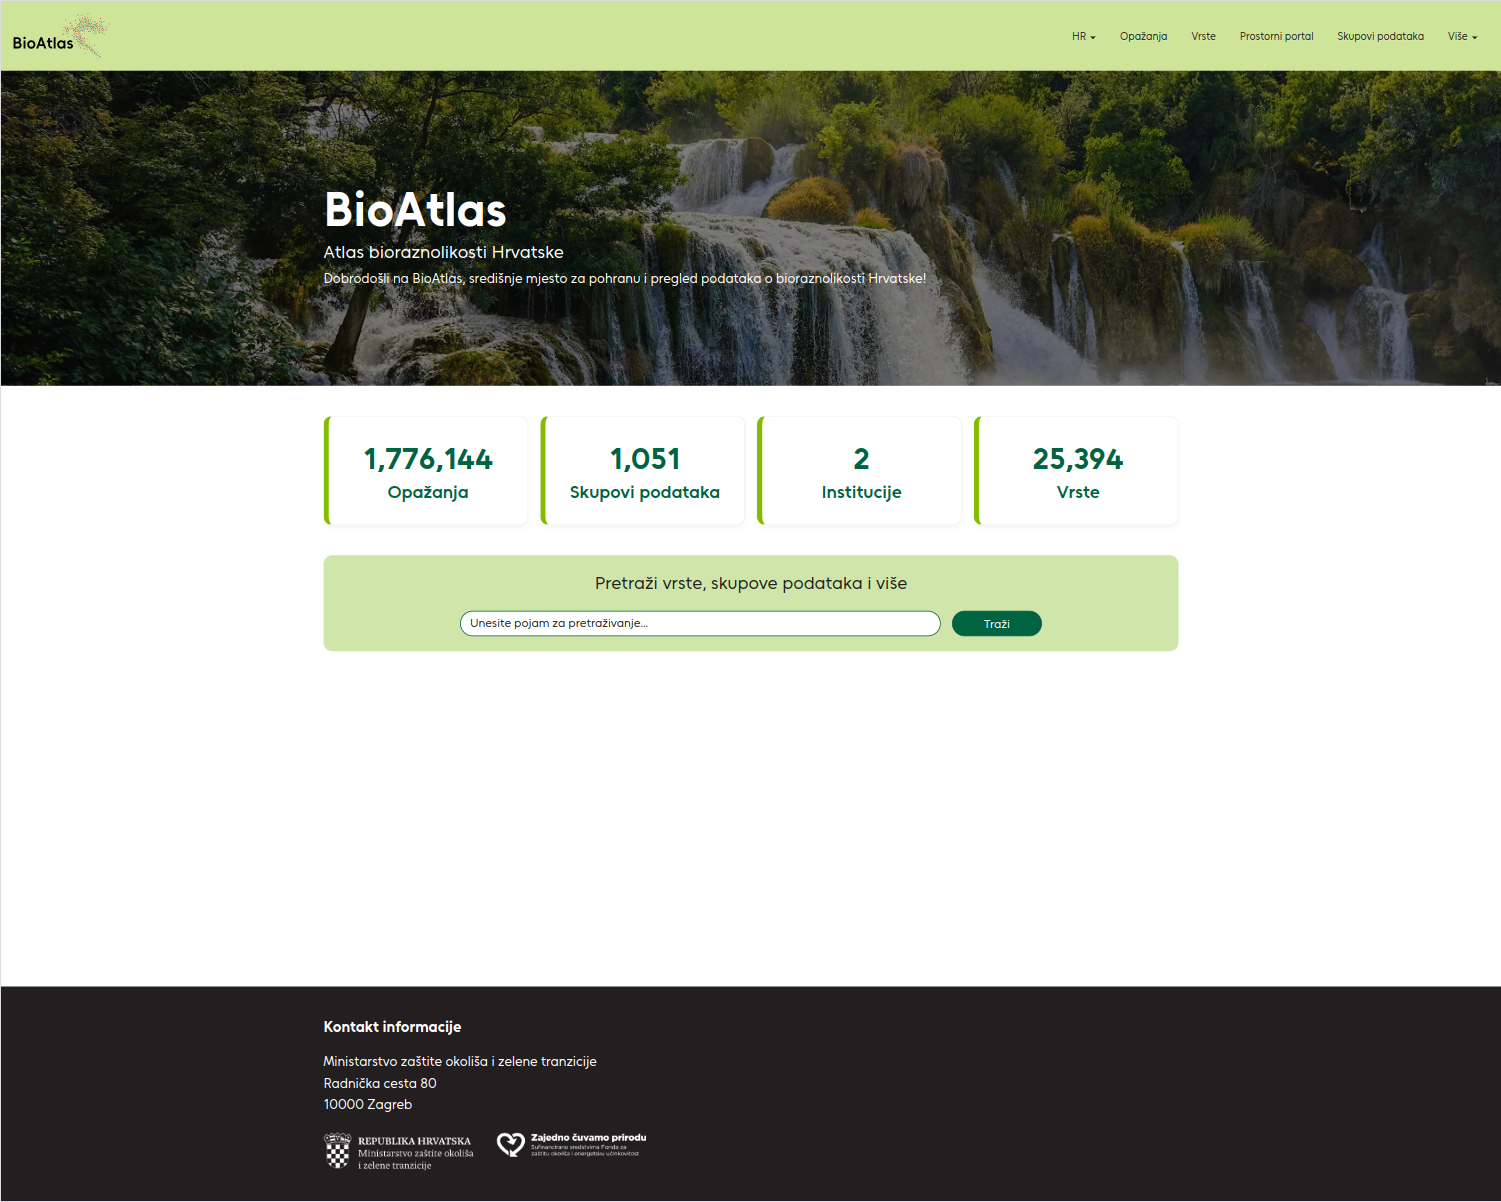 BioAtlas
HR
Opažanja
Vrste
Prostorni portal
Skupovi podataka
Više
BioAtlas
Atlas bioraznolikosti Hrvatske
Dobrodošli na BioAtlas, središnje mjesto za pohranu i pregled podataka o bioraznolikosti Hrvatske!
1,776,144
Opažanja
1,051
Skupovi podataka
2
Institucije
25,394
Vrste
Pretraži vrste, skupove podataka i više
Unesite pojam za pretraživanje...
Traži
Kontakt informacije
Ministarstvo zaštite okoliša i zelene tranzicije
Radnička cesta 80
10000 Zagreb
REPUBLIKA HRVATSKA
Ministarstvo zaštite okoliša
i zelene tranzicije
Zajedno čuvamo prirodu
Sufinancirano sredstvima Fonda za
zaštitu okoliša i energetsku učinkovitost